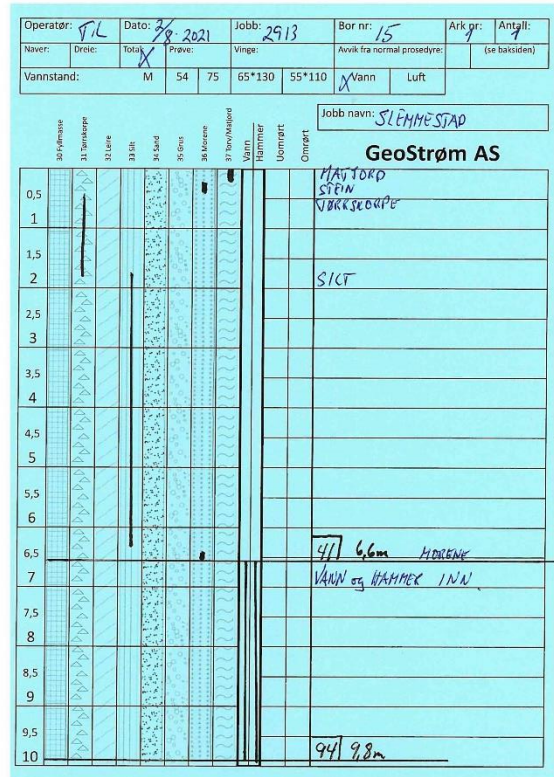 Operatør: TIL Dato: 2/8-2021 Jobb: 2913 Bor nr: 15 Ark nr: 1 Antall: 1
Naver: Dreie: Total: X Prøve: Vinge: Avvik fra normal prosedyre: (se baksiden)
Vannstand: M 54 75 65*130 55*110 X Vann Luft
Jobb navn: SLEMMESTAD
30 Fyllmasse 31 Tørrskorpe 32 Leire 33 Silt 34 Sand 35 Grus 36 Morene 37 Torv/Matjord Vann Hammer Uomrørt Omrørt
GeoStrøm AS
MATJORD
0,5 STEIN
TØRRSKORPE
1
1,5
2 SILT
2,5
3
3,5
4
4,5
5
5,5
6
6,5 41 6,6m MORENE
7 VANN og HAMMER INN.
7,5
8
8,5
9
9,5
10 94 9,8m